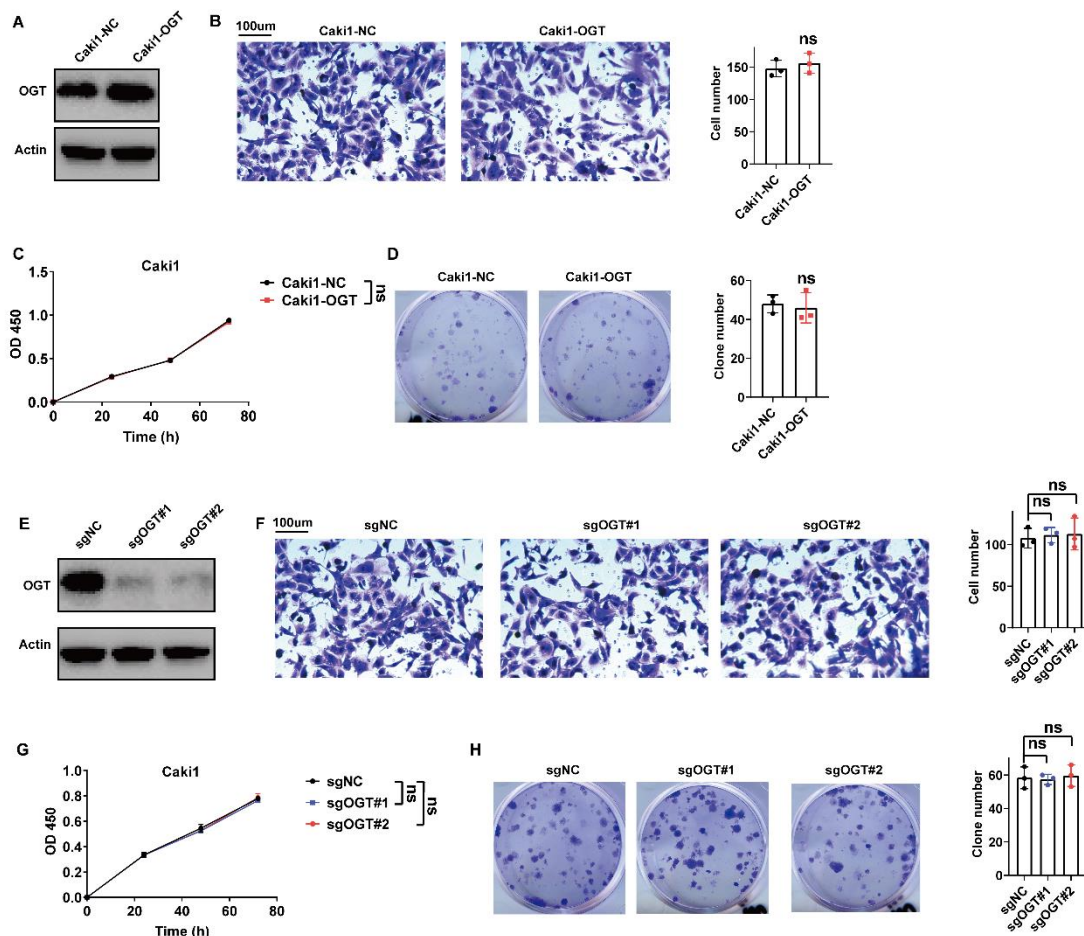 A
Caki1-NC
Caki1-OGT
OGT
Actin
B
100um
Caki1-NC
Caki1-OGT
ns
Cell number
150
100
50
0
Caki1-NC
Caki1-OGT
C
Caki1
OD 450
1.5
1.0
0.5
0.0
0 20 40 60 80
Time (h)
Caki1-NC
Caki1-OGT
ns
D
Caki1-NC
Caki1-OGT
ns
Clone number
60
40
20
0
Caki1-NC
Caki1-OGT
E
sgNC
sgOGT#1
sgOGT#2
OGT
Actin
F
100um
sgNC
sgOGT#1
sgOGT#2
ns
ns
Cell number
100
50
0
sgNC
sgOGT#1
sgOGT#2
G
Caki1
OD 450
1.0
0.8
0.6
0.4
0.2
0.0
0 20 40 60 80
Time (h)
sgNC
sgOGT#1
sgOGT#2
ns
ns
H
sgNC
sgOGT#1
sgOGT#2
ns
ns
Clone number
60
40
20
0
sgNC
sgOGT#1
sgOGT#2